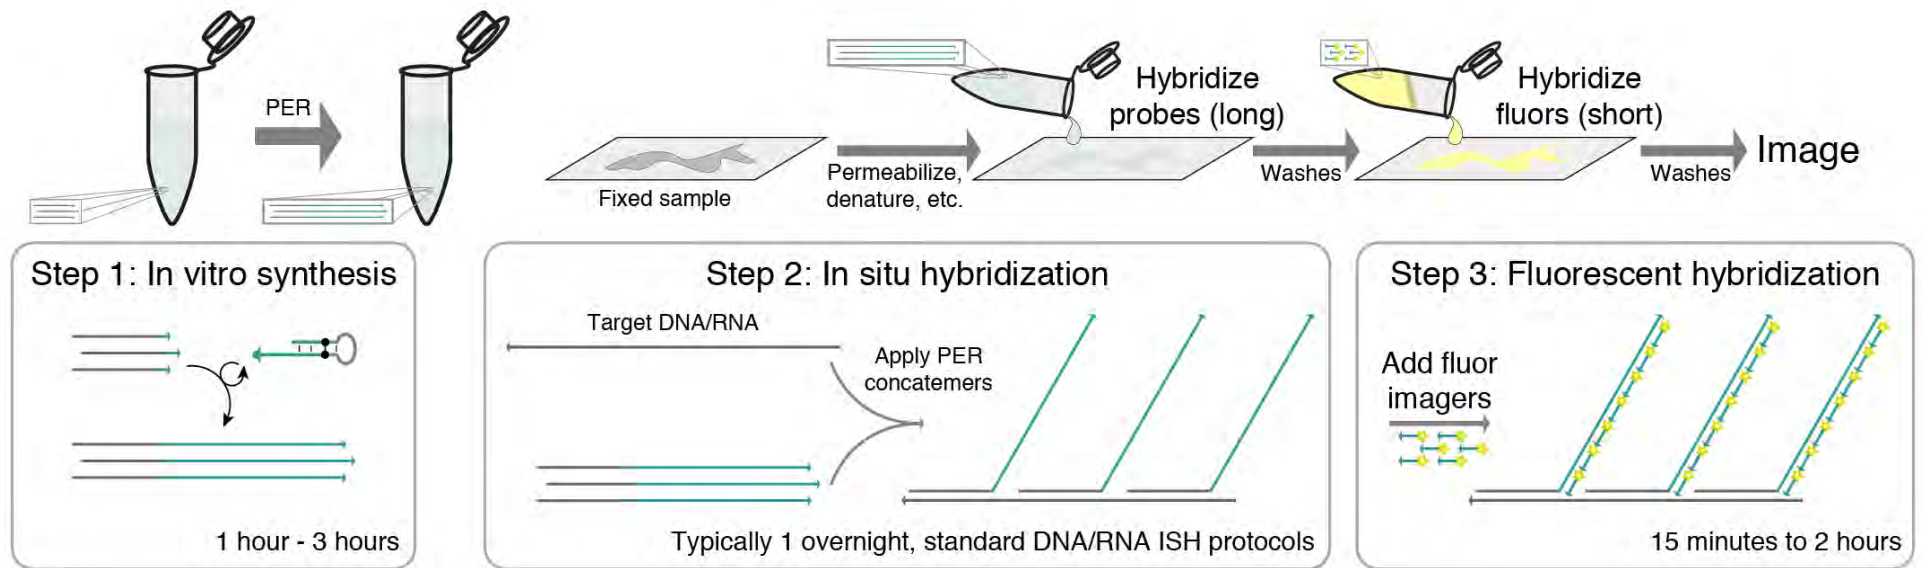 PER
Fixed sample
Permeabilize,
denature, etc.
Hybridize
probes (long)
Washes
Hybridize
fluors (short)
Washes
Image
Step 1: In vitro synthesis
1 hour - 3 hours
Step 2: In situ hybridization
Target DNA/RNA
Apply PER
concatemers
Typically 1 overnight, standard DNA/RNA ISH protocols
Step 3: Fluorescent hybridization
Add fluor
imagers
15 minutes to 2 hours